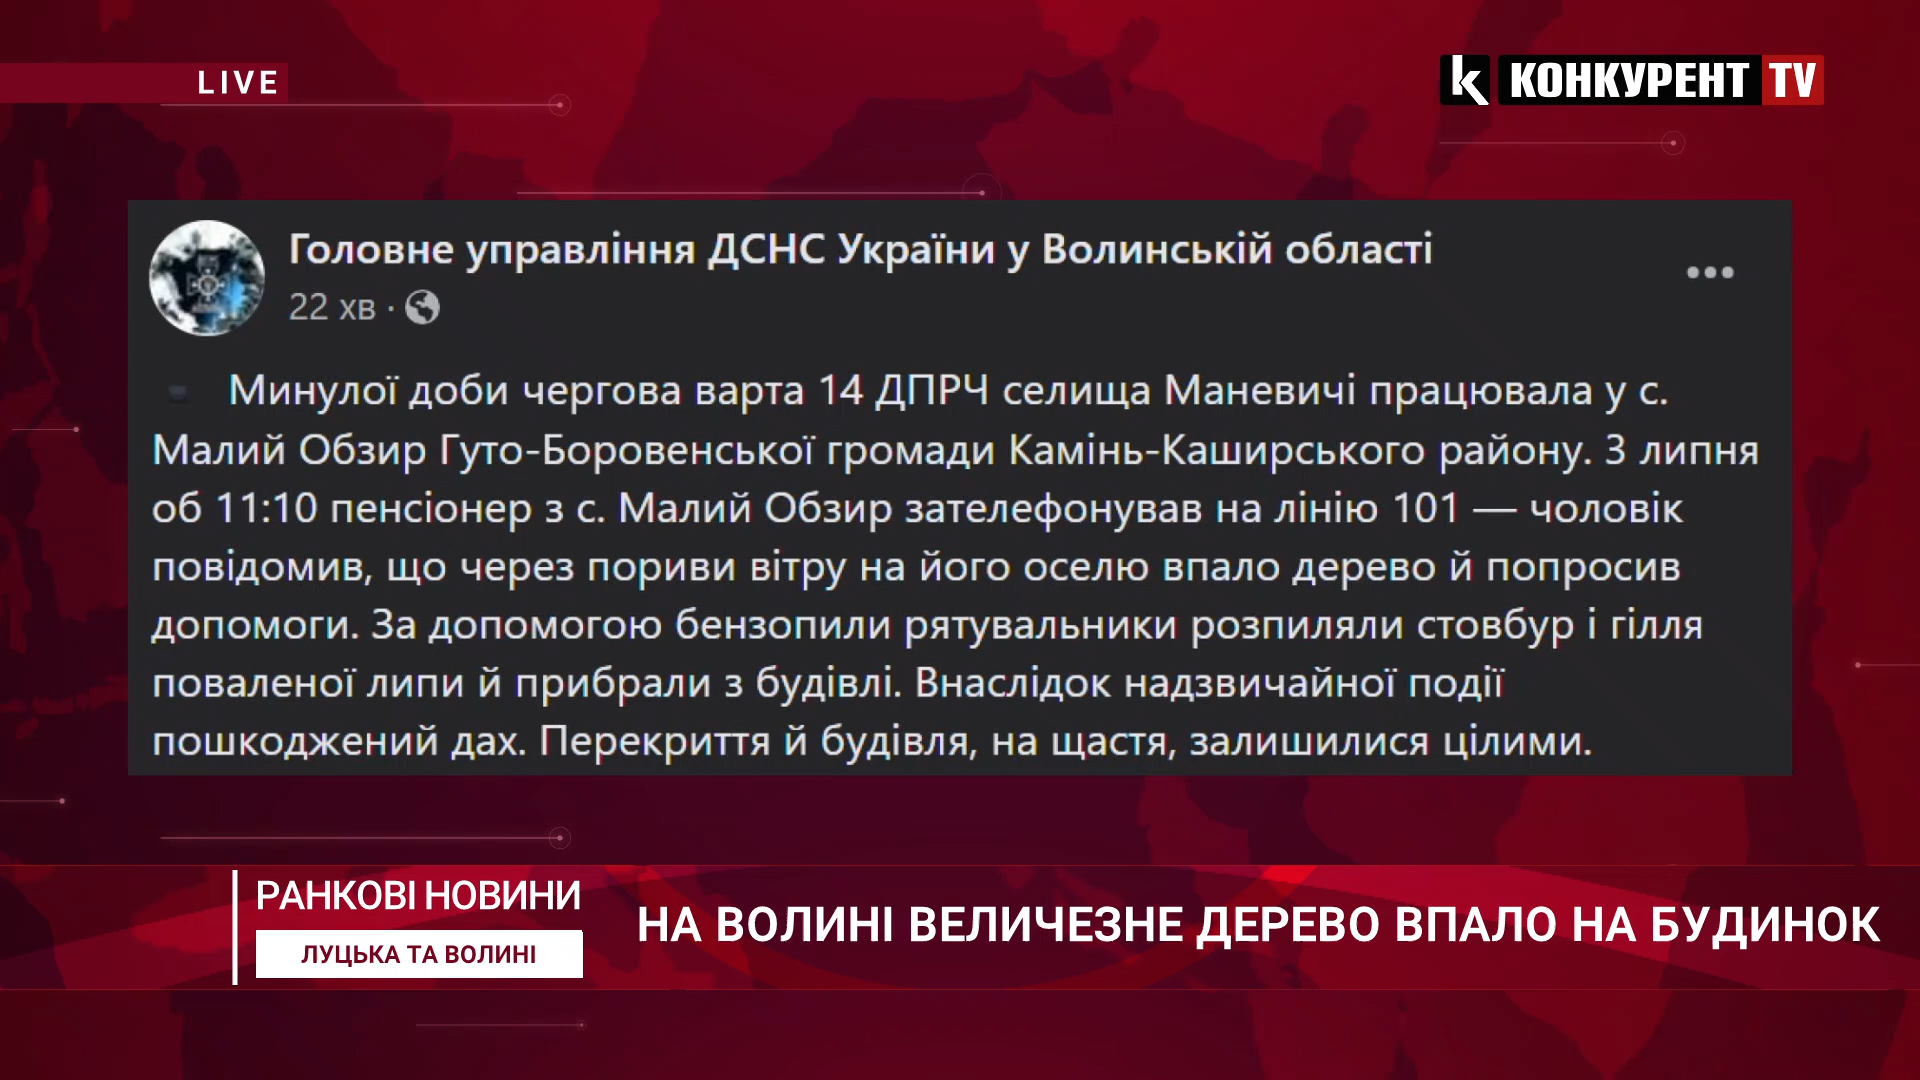 LIVE
КОНКУРЕНТ TV
Головне управління ДСНС України у Волинській області
22 хв ·
Минулої доби чергова варта 14 ДПРЧ селища Маневичі працювала у с.
Малий Обзир Гуто-Боровенської громади Камінь-Каширського району. 3 липня
об 11:10 пенсіонер з с. Малий Обзир зателефонував на лінію 101 — чоловік
повідомив, що через пориви вітру на його оселю впало дерево й попросив
допомоги. За допомогою бензопили рятувальники розпиляли стовбур і гілля
поваленої липи й прибрали з будівлі. Внаслідок надзвичайної події
пошкоджений дах. Перекриття й будівля, на щастя, залишилися цілими.
РАНКОВІ НОВИНИ
ЛУЦЬКА ТА ВОЛИНІ
НА ВОЛИНІ ВЕЛИЧЕЗНЕ ДЕРЕВО ВПАЛО НА БУДИНОК